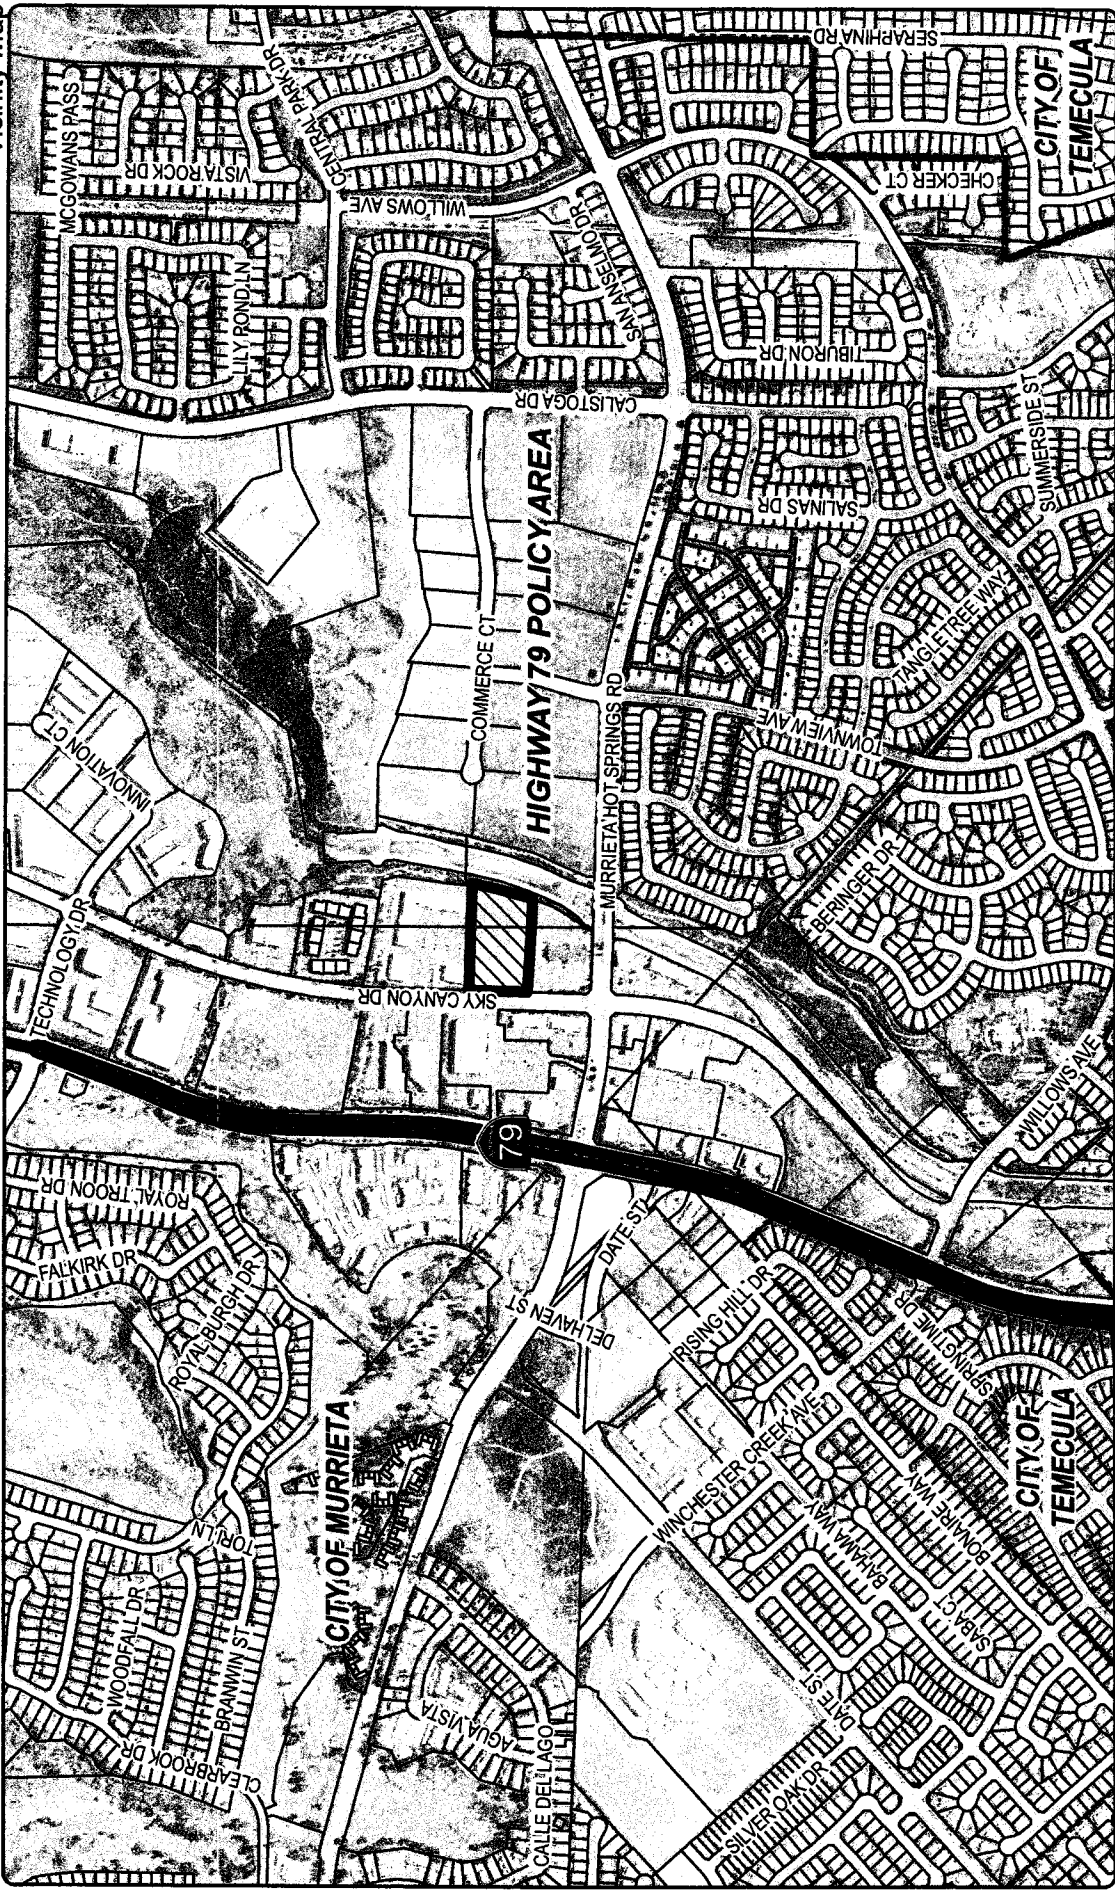 MCGOWANS PASS
VISTA ROCK DR
CENTRAL PARK DR
WILLOWS AVE
LILY POND LN
SERAPHINA RD
CITY OF
TEMECULA
CHECKER CT
SAN ANSELMO DR
TIBURON DR
CALISTOGA DR
SUMMERSIDE ST
SALINAS DR
HIGHWAY 79 POLICY AREA
COMMERCE CT
TANGLETREE WAY
TOWNVIEW AVE
MURRIETA HOT SPRINGS RD
INNOVATION CT
BERINGER DR
TECHNOLOGY DR
SKY CANYON DR
WILLOWS AVE
79
ROYAL TROON DR
FALKIRK DR
ROYALBURGH DR
DATE ST
DELHAVEN ST
RISING HILL DR
SPRINGTIME DR
CITY OF MURRIETA
CITY OF
TEMECULA
WINCHESTER CREEK AVE
BONAIRE WAY
BAHAMA WAY
SABA CT
TORI LN
WOODFALL DR
BRANWIN ST
CLEARBROOK DR
AGUA VISTA
CALLE DEL LAGO
DATE ST
SILVER OAK DR